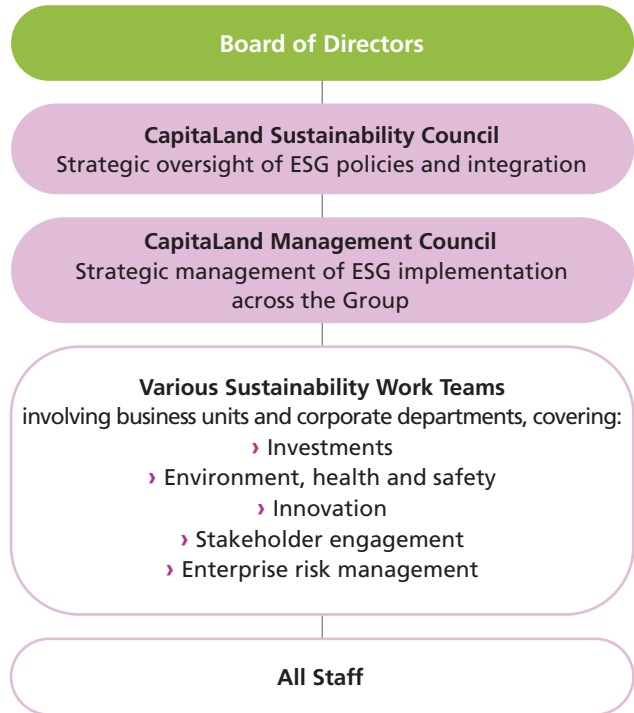 Board of Directors
CapitaLand Sustainability Council
Strategic oversight of ESG policies and integration
CapitaLand Management Council
Strategic management of ESG implementation
across the Group
Various Sustainability Work Teams
involving business units and corporate departments, covering:
› Investments
› Environment, health and safety
› Innovation
› Stakeholder engagement
› Enterprise risk management
All Staff